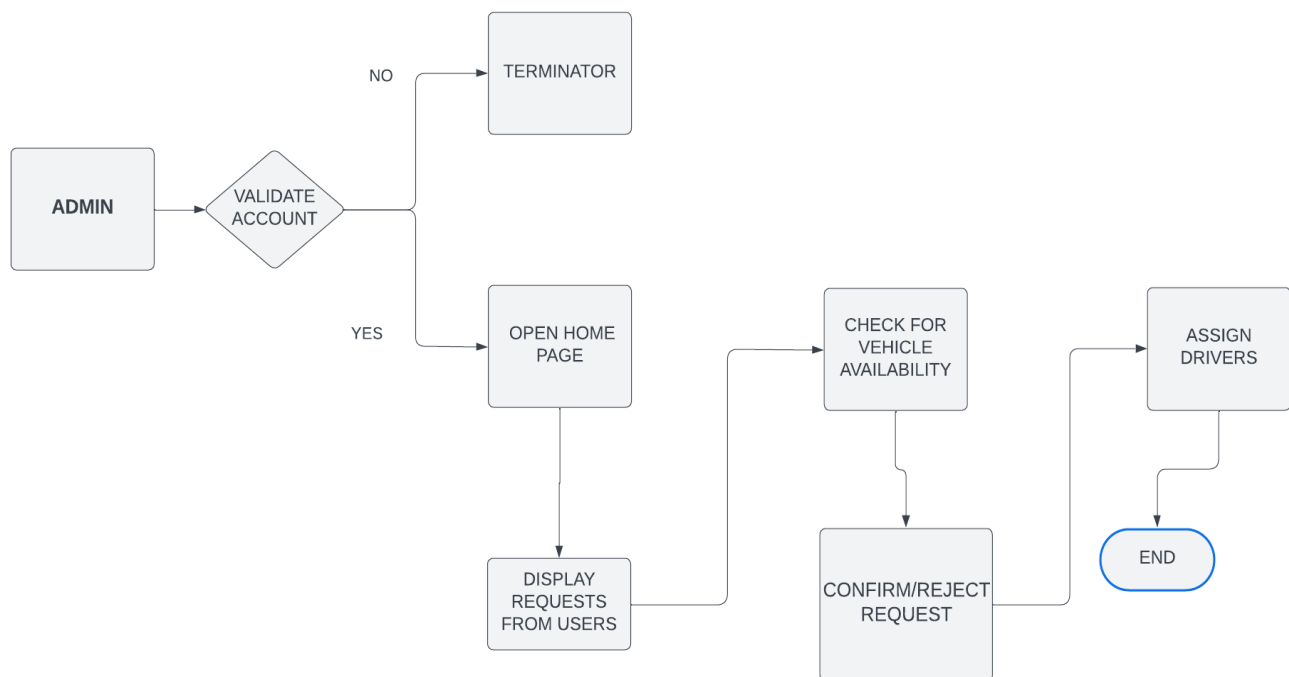 NO
TERMINATOR
ADMIN
VALIDATE
ACCOUNT
YES
OPEN HOME
PAGE
DISPLAY
REQUESTS
FROM USERS
CHECK FOR
VEHICLE
AVAILABILITY
CONFIRM/REJECT
REQUEST
ASSIGN
DRIVERS
END